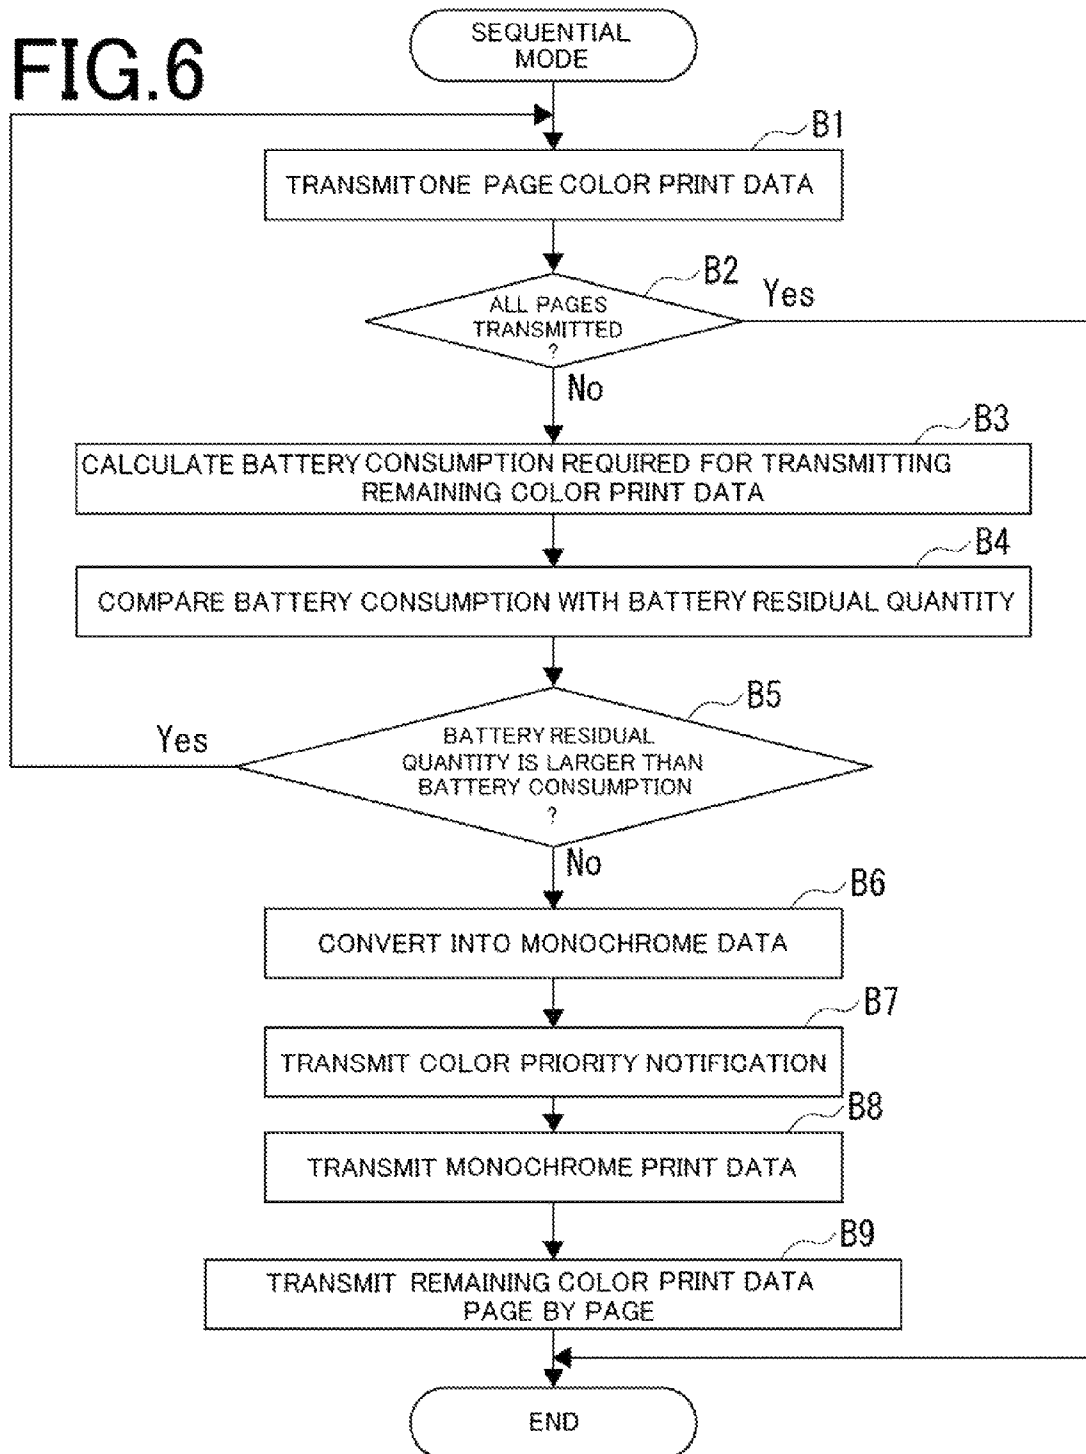 FIG.6
SEQUENTIAL
MODE
B1
TRANSMIT ONE PAGE COLOR PRINT DATA
B2
ALL PAGES
TRANSMITTED
?
Yes
No
B3
CALCULATE BATTERY CONSUMPTION REQUIRED FOR TRANSMITTING
REMAINING COLOR PRINT DATA
B4
COMPARE BATTERY CONSUMPTION WITH BATTERY RESIDUAL QUANTITY
B5
BATTERY RESIDUAL
QUANTITY IS LARGER THAN
BATTERY CONSUMPTION
?
Yes
No
B6
CONVERT INTO MONOCHROME DATA
B7
TRANSMIT COLOR PRIORITY NOTIFICATION
B8
TRANSMIT MONOCHROME PRINT DATA
B9
TRANSMIT REMAINING COLOR PRINT DATA
PAGE BY PAGE
END